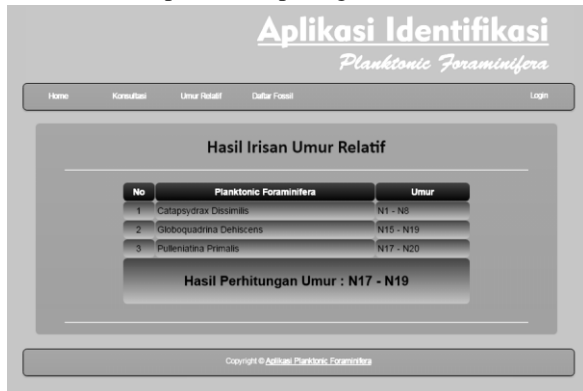 Aplikasi Identifikasi
Planktonic Foraminifera
Home Konsultasi Umur Relatif Daftar Fossil Login
Hasil Irisan Umur Relatif
No Planktonic Foraminifera Umur
1 Catapsydrax Dissimilis N1 - N8
2 Globoquadrina Dehiscens N15 - N19
3 Pulleniatina Primalis N17 - N20
Hasil Perhitungan Umur : N17 - N19
Copyright © Aplikasi Planktonic Foraminifera